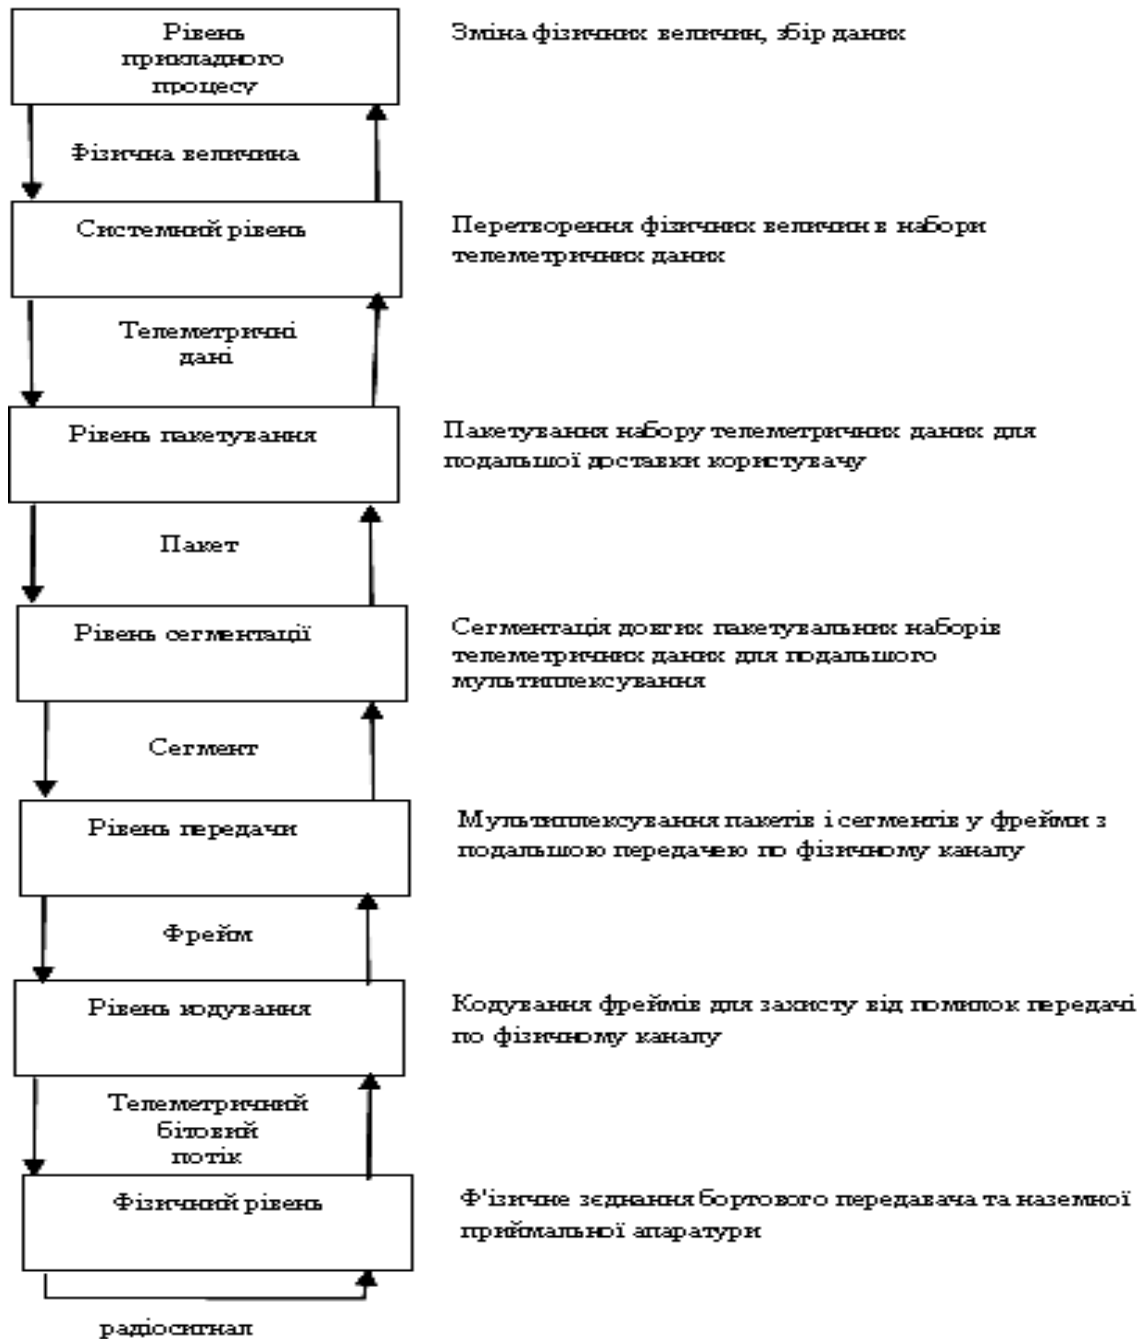 Рівень
прикладного
процесу
Зміна фізичних величин, збір даних
Фізична величина
Системний рівень
Перетворення фізичних величин в набори
телеметричних даних
Телеметричні
дані
Рівень пакетування
Пакетування набору телеметричних даних для
подальшої доставки користувачу
Пакет
Рівень сегментації
Сегментація довгих пакетувальних наборів
телеметричних даних для подальшого
мультиплексування
Сегмент
Рівень передачи
Мультиплексування пакетів і сегментів у фрейми з
подальшою передачею по фізичному каналу
Фрейм
Рівень кодування
Кодування фреймів для захисту від помилок передачі
по фізичному каналу
Телеметричний
бітовий
потік
Фізичний рівень
Ф'ізичне зєднання бортового передавача та наземної
приймальної апаратури
радіосигнал